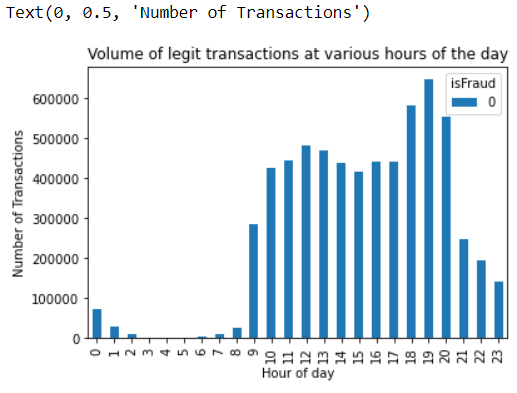 Text(0, 0.5, 'Number of Transactions')
Volume of legit transactions at various hours of the day
isFraud
0
Number of Transactions
600000
500000
400000
300000
200000
100000
0
0 1 2 3 4 5 6 7 8 9 10 11 12 13 14 15 16 17 18 19 20 21 22 23
Hour of day